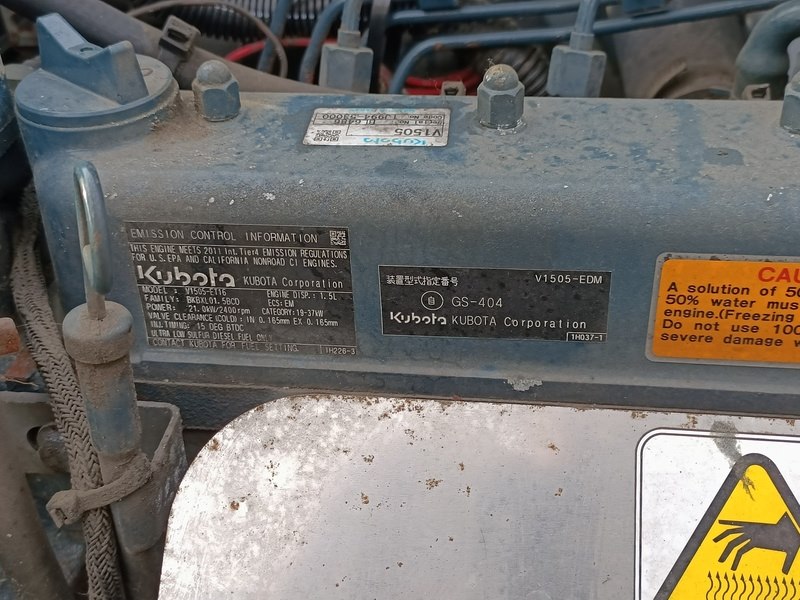 V1505
Kubota
EMISSION CONTROL INFORMATION
THIS ENGINE MEETS 2011 Int.Tier4 EMISSION REGULATIONS
FOR U.S.EPA AND CALIFORNIA NONROAD CI ENGINES.
Kubota KUBOTA Corporation
MODEL: V1505-ET16
ENGINE DISP.: 1.5L
FAMILY: BKBXL01.5BCD
ECS:EM
POWER: 21.0kW/2400rpm
CATEGORY: 19-37kW
VALVE CLEARANCE (COLD): IN 0.165mm EX 0.165mm
INJ.TIMING: 15 DEG BTDC
ULTRA LOW SULFUR DIESEL FUEL ONLY
CONTACT KUBOTA FOR FUEL SETTING.
1H226-3
装置型式指定番号
V1505-EDM
自 GS-404
Kubota KUBOTA Corporation
1H037-1
CAU
A solution of 50
50% water mus
engine.(Freezing
Do not use 100
severe damage w